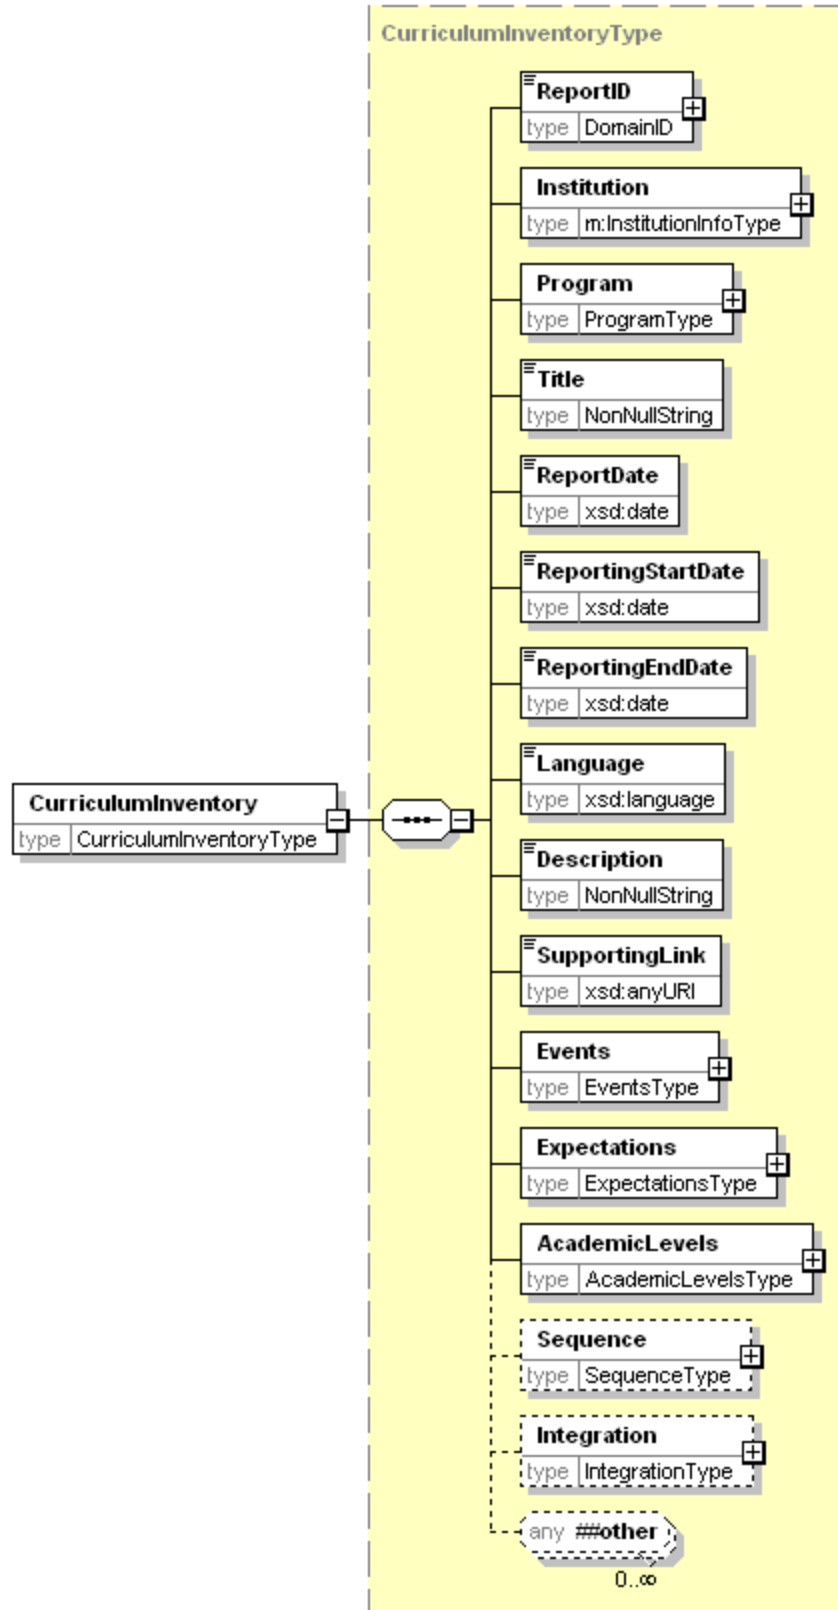 CurriculumInventoryType
ReportID
type DomainID
Institution
type m:InstitutionInfoType
Program
type ProgramType
Title
type NonNullString
ReportDate
type xsd:date
ReportingStartDate
type xsd:date
ReportingEndDate
type xsd:date
Language
type xsd:language
CurriculumInventory
type CurriculumInventoryType
Description
type NonNullString
SupportingLink
type xsd:anyURI
Events
type EventsType
Expectations
type ExpectationsType
AcademicLevels
type AcademicLevelsType
Sequence
type SequenceType
Integration
type IntegrationType
any ##other
0..∞